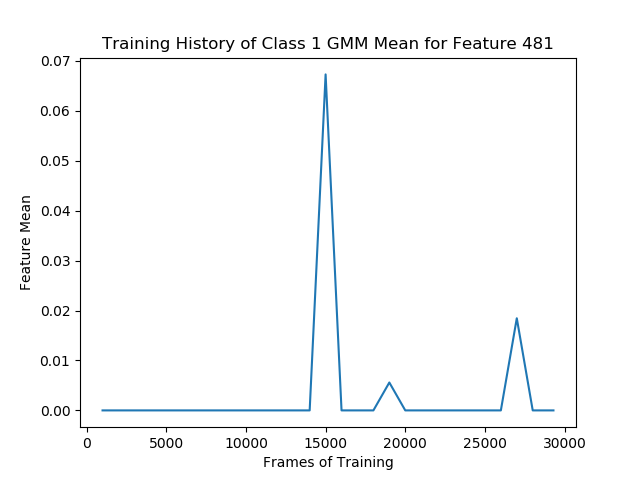 Training History of Class 1 GMM Mean for Feature 481
0.07
0.06
0.05
0.04
0.03
0.02
0.01
0.00
Feature Mean
0 5000 10000 15000 20000 25000 30000
Frames of Training